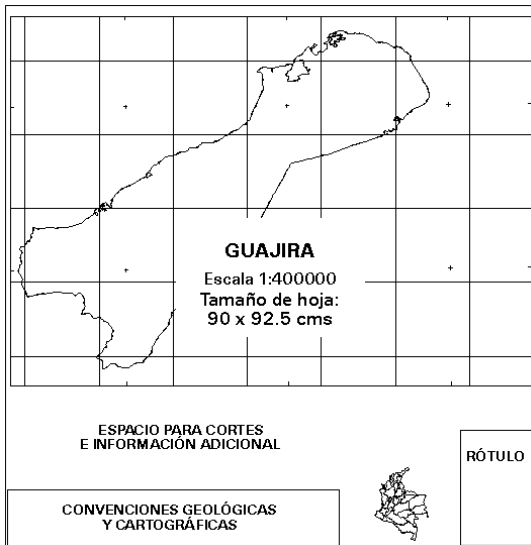 GUAJIRA
Escala 1:400000
Tamaño de hoja:
90 x 92.5 cms
ESPACIO PARA CORTES
E INFORMACIÓN ADICIONAL
RÓTULO
CONVENCIONES GEOLÓGICAS
Y CARTOGRÁFICAS